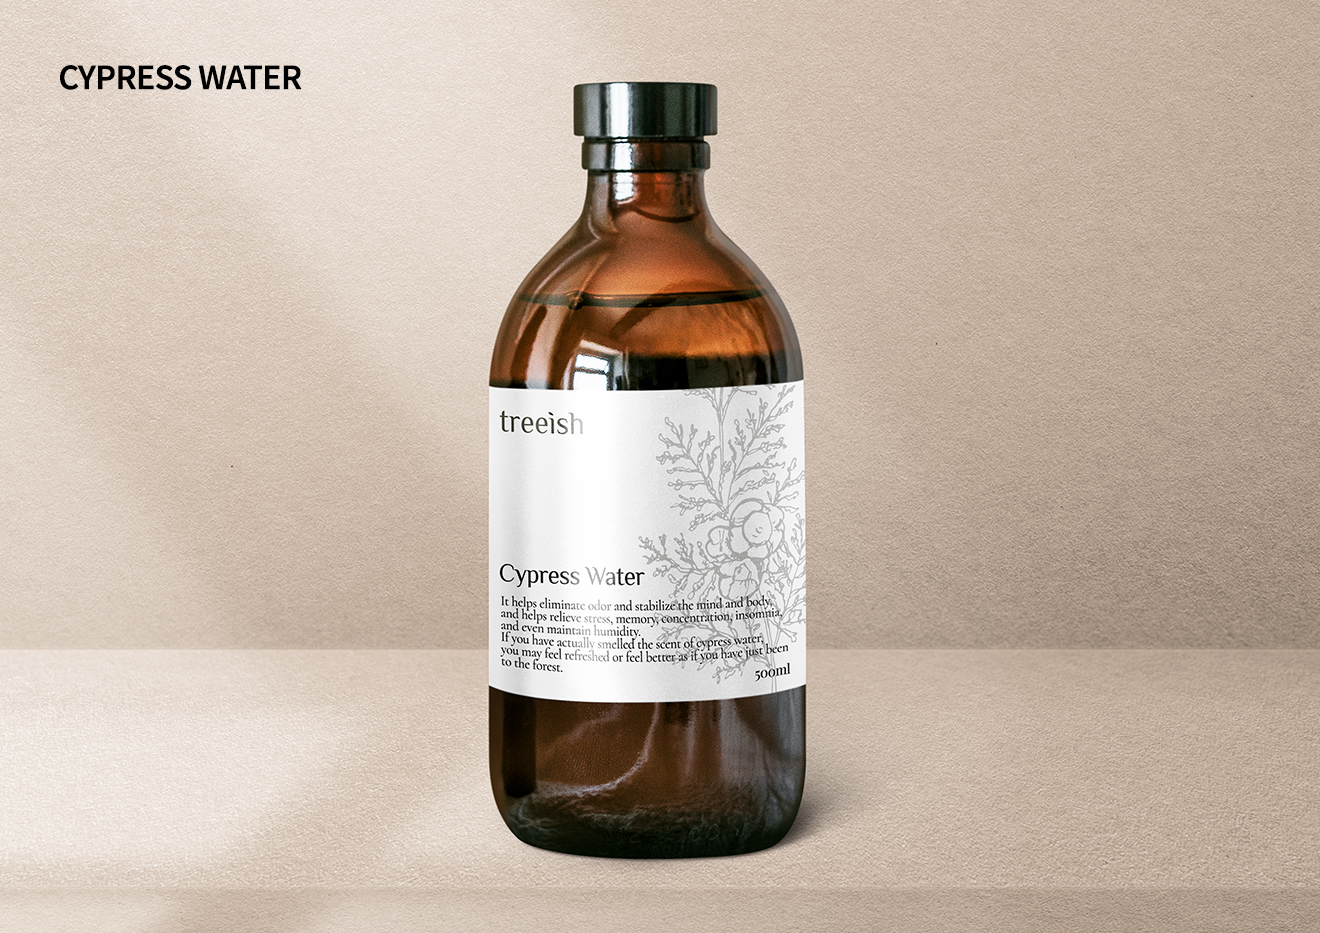 CYPRESS WATER
treeish
Cypress Water
It helps eliminate odor and stabilize the mind and body,
and helps relieve stress, memory, concentration, insomnia,
and even maintain humidity.
If you have actually smelled the scent of cypress water,
you may feel refreshed or feel better as if you have just been
to the forest.
500ml